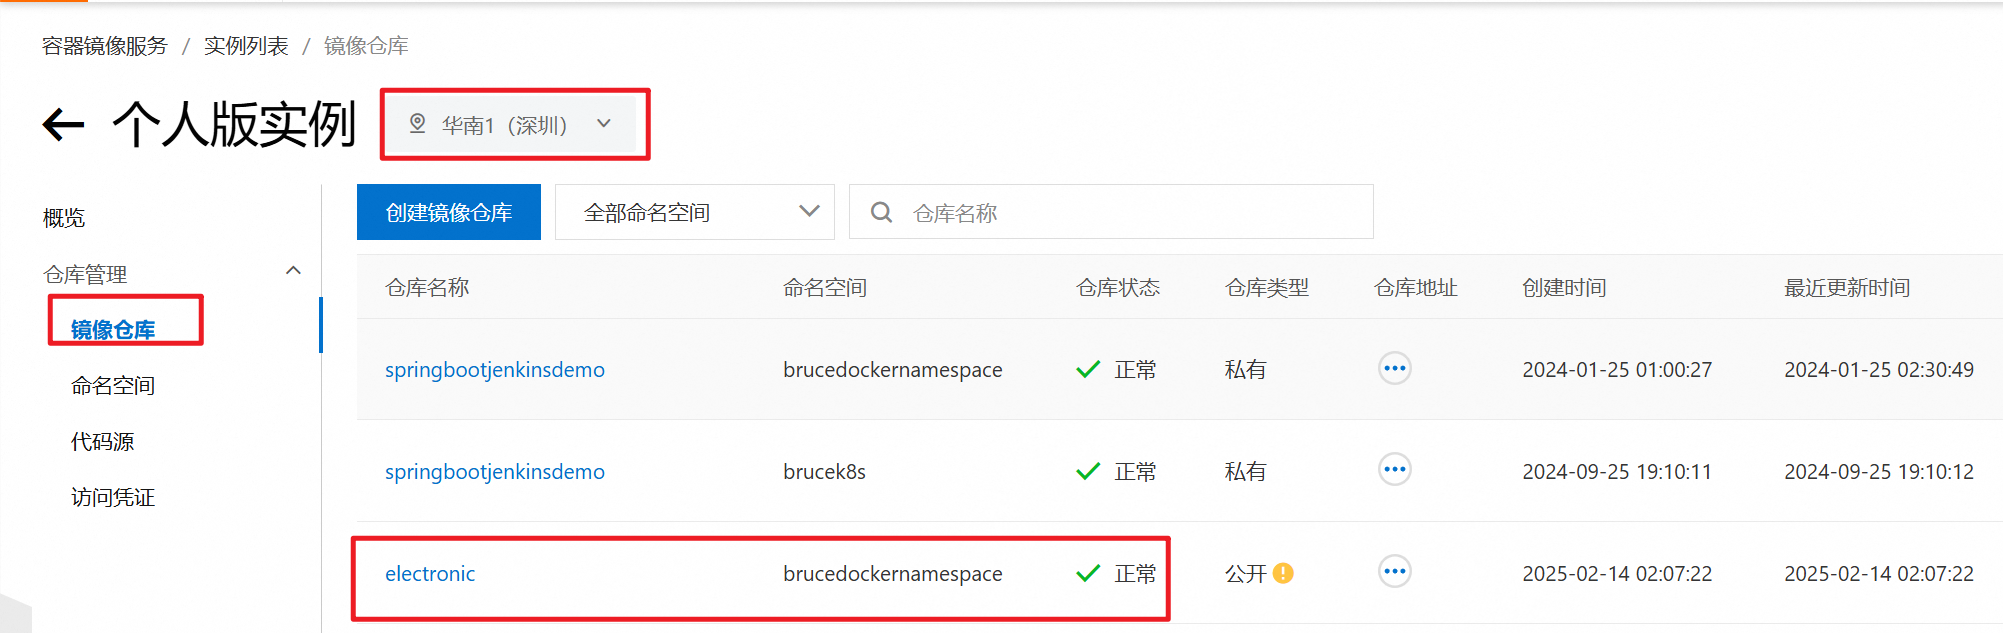 容器镜像服务 / 实例列表 / 镜像仓库
个人版实例 华南1（深圳）
概览
仓库管理
镜像仓库
命名空间
代码源
访问凭证
创建镜像仓库 全部命名空间 仓库名称
仓库名称 命名空间 仓库状态 仓库类型 仓库地址 创建时间 最近更新时间
springbootjenkinsdemo brucedockernamespace 正常 私有 2024-01-25 01:00:27 2024-01-25 02:30:49
springbootjenkinsdemo brucek8s 正常 私有 2024-09-25 19:10:11 2024-09-25 19:10:12
electronic brucedockernamespace 正常 公开 2025-02-14 02:07:22 2025-02-14 02:07:22